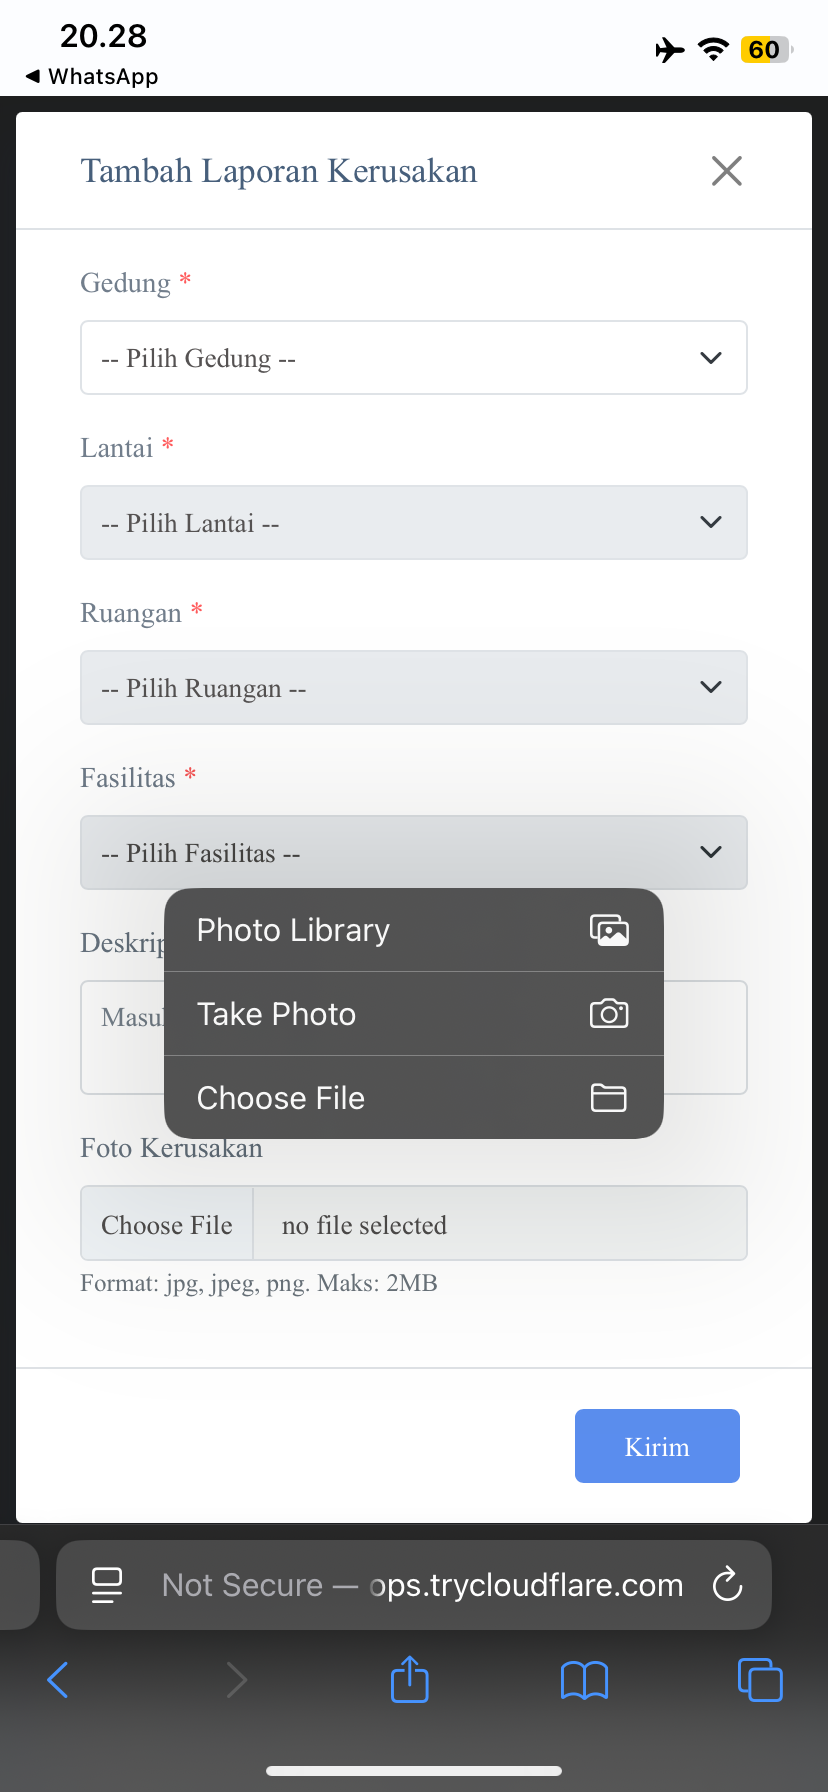 20.28
60
◀ WhatsApp
Tambah Laporan Kerusakan
Gedung *
-- Pilih Gedung --
Lantai *
-- Pilih Lantai --
Ruangan *
-- Pilih Ruangan --
Fasilitas *
-- Pilih Fasilitas --
Photo Library
Take Photo
Choose File
Foto Kerusakan
Choose File
no file selected
Format: jpg, jpeg, png. Maks: 2MB
Kirim
Not Secure — ops.trycloudflare.com